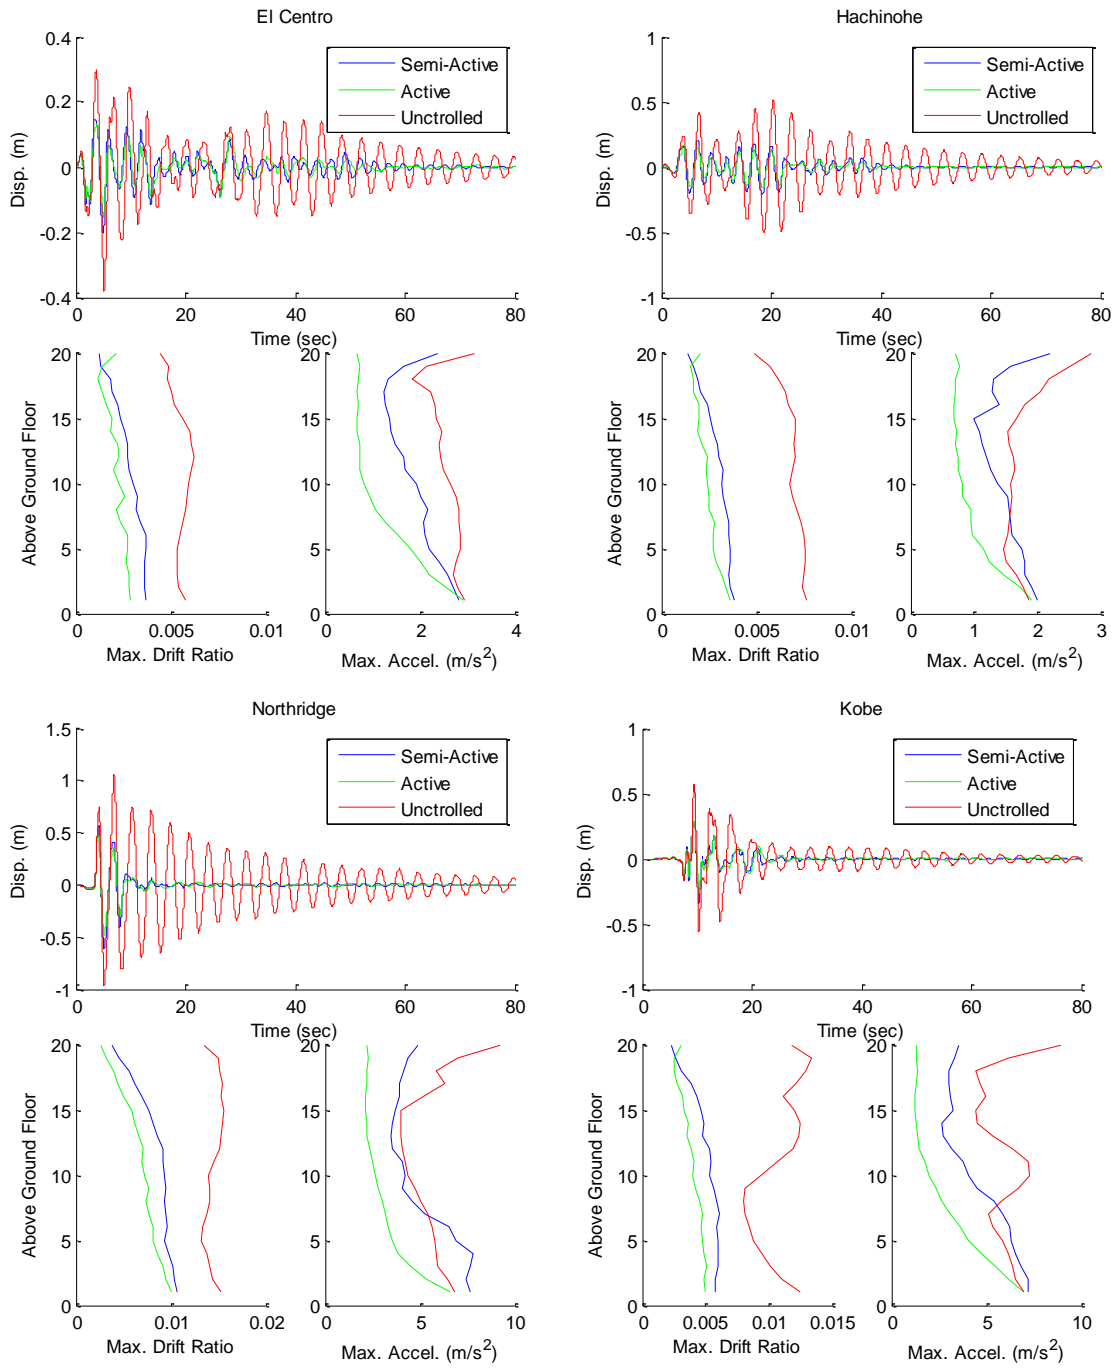 El Centro
0.4
0.2
0
-0.2
-0.4
Disp. (m)
0 20 40 60 80
Time (sec)
Semi-Active
Active
Unctrolled
20
15
10
5
0
Above Ground Floor
0 0.005 0.01
Max. Drift Ratio
20
15
10
5
0
0 2 4
Max. Accel. (m/s2)
Hachinohe
1
0.5
0
-0.5
-1
Disp. (m)
0 20 40 60 80
Time (sec)
Semi-Active
Active
Unctrolled
20
15
10
5
0
Above Ground Floor
0 0.005 0.01
Max. Drift Ratio
20
15
10
5
0
0 1 2 3
Max. Accel. (m/s2)
Northridge
1.5
1
0.5
0
-0.5
-1
Disp. (m)
0 20 40 60 80
Time (sec)
Semi-Active
Active
Unctrolled
20
15
10
5
0
Above Ground Floor
0 0.01 0.02
Max. Drift Ratio
20
15
10
5
0
0 5 10
Max. Accel. (m/s2)
Kobe
1
0.5
0
-0.5
-1
Disp. (m)
0 20 40 60 80
Time (sec)
Semi-Active
Active
Unctrolled
20
15
10
5
0
Above Ground Floor
0 0.005 0.01 0.015
Max. Drift Ratio
20
15
10
5
0
0 5 10
Max. Accel. (m/s2)